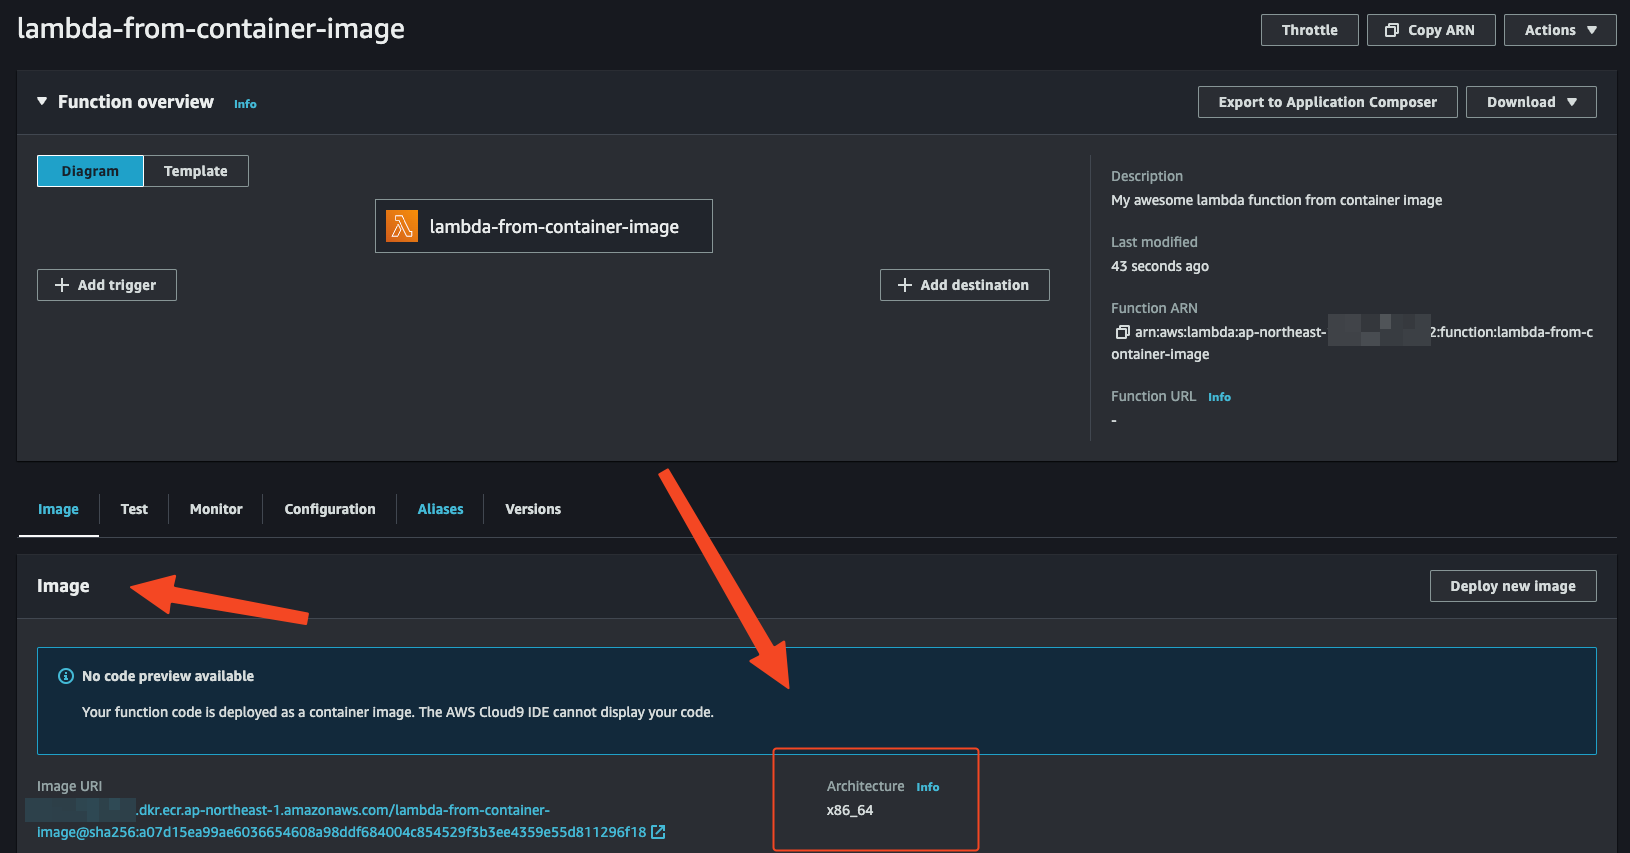 lambda-from-container-image
Throttle
Copy ARN
Actions
Function overview Info
Export to Application Composer
Download
Diagram
Template
lambda-from-container-image
Add trigger
Add destination
Description
My awesome lambda function from container image
Last modified
43 seconds ago
Function ARN
arn:aws:lambda:ap-northeast-
2:function:lambda-from-c
ontainer-image
Function URL Info
-
Image
Test
Monitor
Configuration
Aliases
Versions
Image
Deploy new image
No code preview available
Your function code is deployed as a container image. The AWS Cloud9 IDE cannot display your code.
Image URI
.dkr.ecr.ap-northeast-1.amazonaws.com/lambda-from-container-
image@sha256:a07d15ea99ae6036654608a98ddf684004c854529f3b3ee4359e55d811296f18
Architecture Info
x86_64